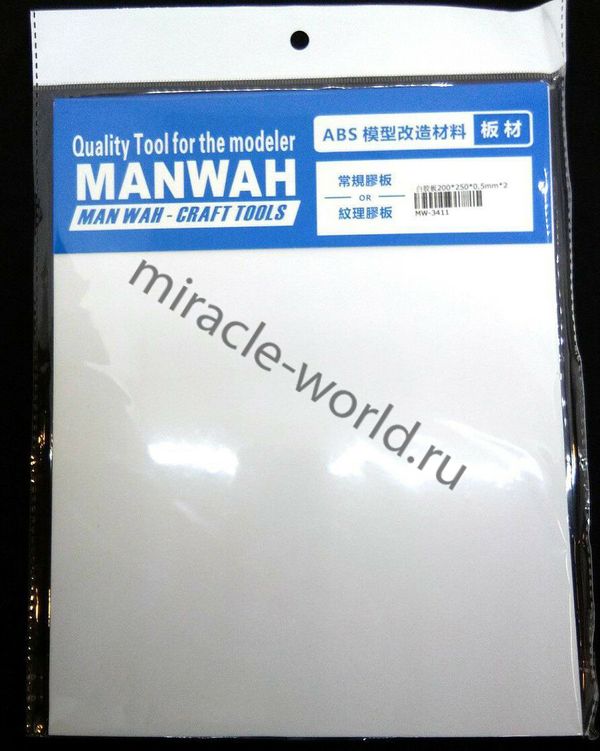 Quality Tool for the modeler
MANWAH
MAN WAH - CRAFT TOOLS
ABS 模型改造材料 板材
常規膠板
OR
紋理膠板
白胶板200*250*0.5mm*2
MW-3411
miracle-world.ru